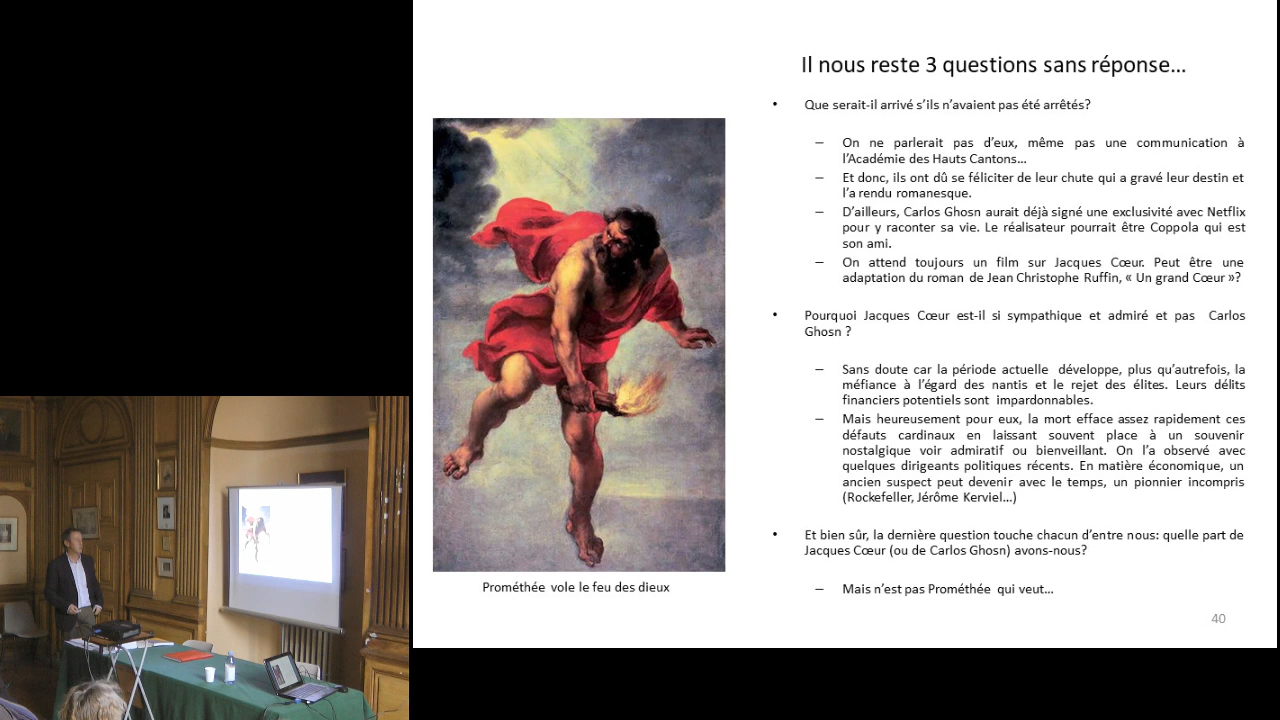 Il nous reste 3 questions sans réponse...
• Que serait-il arrivé s'ils n'avaient pas été arrêtés?
– On ne parlerait pas d'eux, même pas une communication à
l'Académie des Hauts Cantons...
– Et donc, ils ont dû se féliciter de leur chute qui a gravé leur destin et
l'a rendu romanesque.
– D'ailleurs, Carlos Ghosn aurait déjà signé une exclusivité avec Netflix
pour y raconter sa vie. Le réalisateur pourrait être Coppola qui est
son ami.
– On attend toujours un film sur Jacques Cœur. Peut être une
adaptation du roman de Jean Christophe Ruffin, « Un grand Cœur »?
• Pourquoi Jacques Cœur est-il si sympathique et admiré et pas Carlos
Ghosn ?
– Sans doute car la période actuelle développe, plus qu'autrefois, la
méfiance à l'égard des nantis et le rejet des élites. Leurs délits
financiers potentiels sont impardonnables.
– Mais heureusement pour eux, la mort efface assez rapidement ces
défauts cardinaux en laissant souvent place à un souvenir
nostalgique voir admiratif ou bienveillant. On l'a observé avec
quelques dirigeants politiques récents. En matière économique, un
ancien suspect peut devenir avec le temps, un pionnier incompris
(Rockefeller, Jérôme Kerviel...)
• Et bien sûr, la dernière question touche chacun d'entre nous: quelle part de
Jacques Cœur (ou de Carlos Ghosn) avons-nous?
– Mais n'est pas Prométhée qui veut...
Prométhée vole le feu des dieux
40